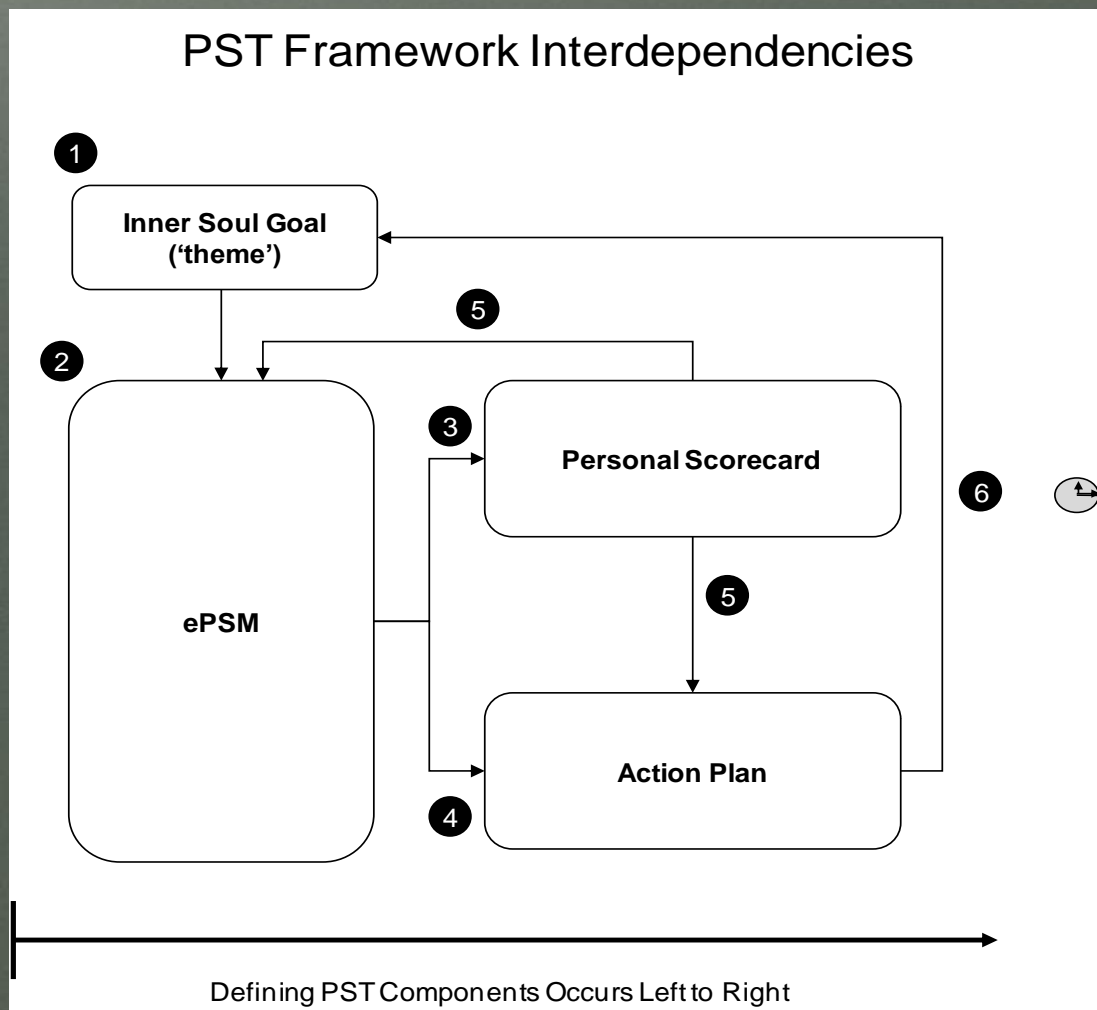 PST Framework Interdependencies
1
Inner Soul Goal
(‘theme’)
5
2
3
Personal Scorecard
6
5
ePSM
Action Plan
4
Defining PST Components Occurs Left to Right